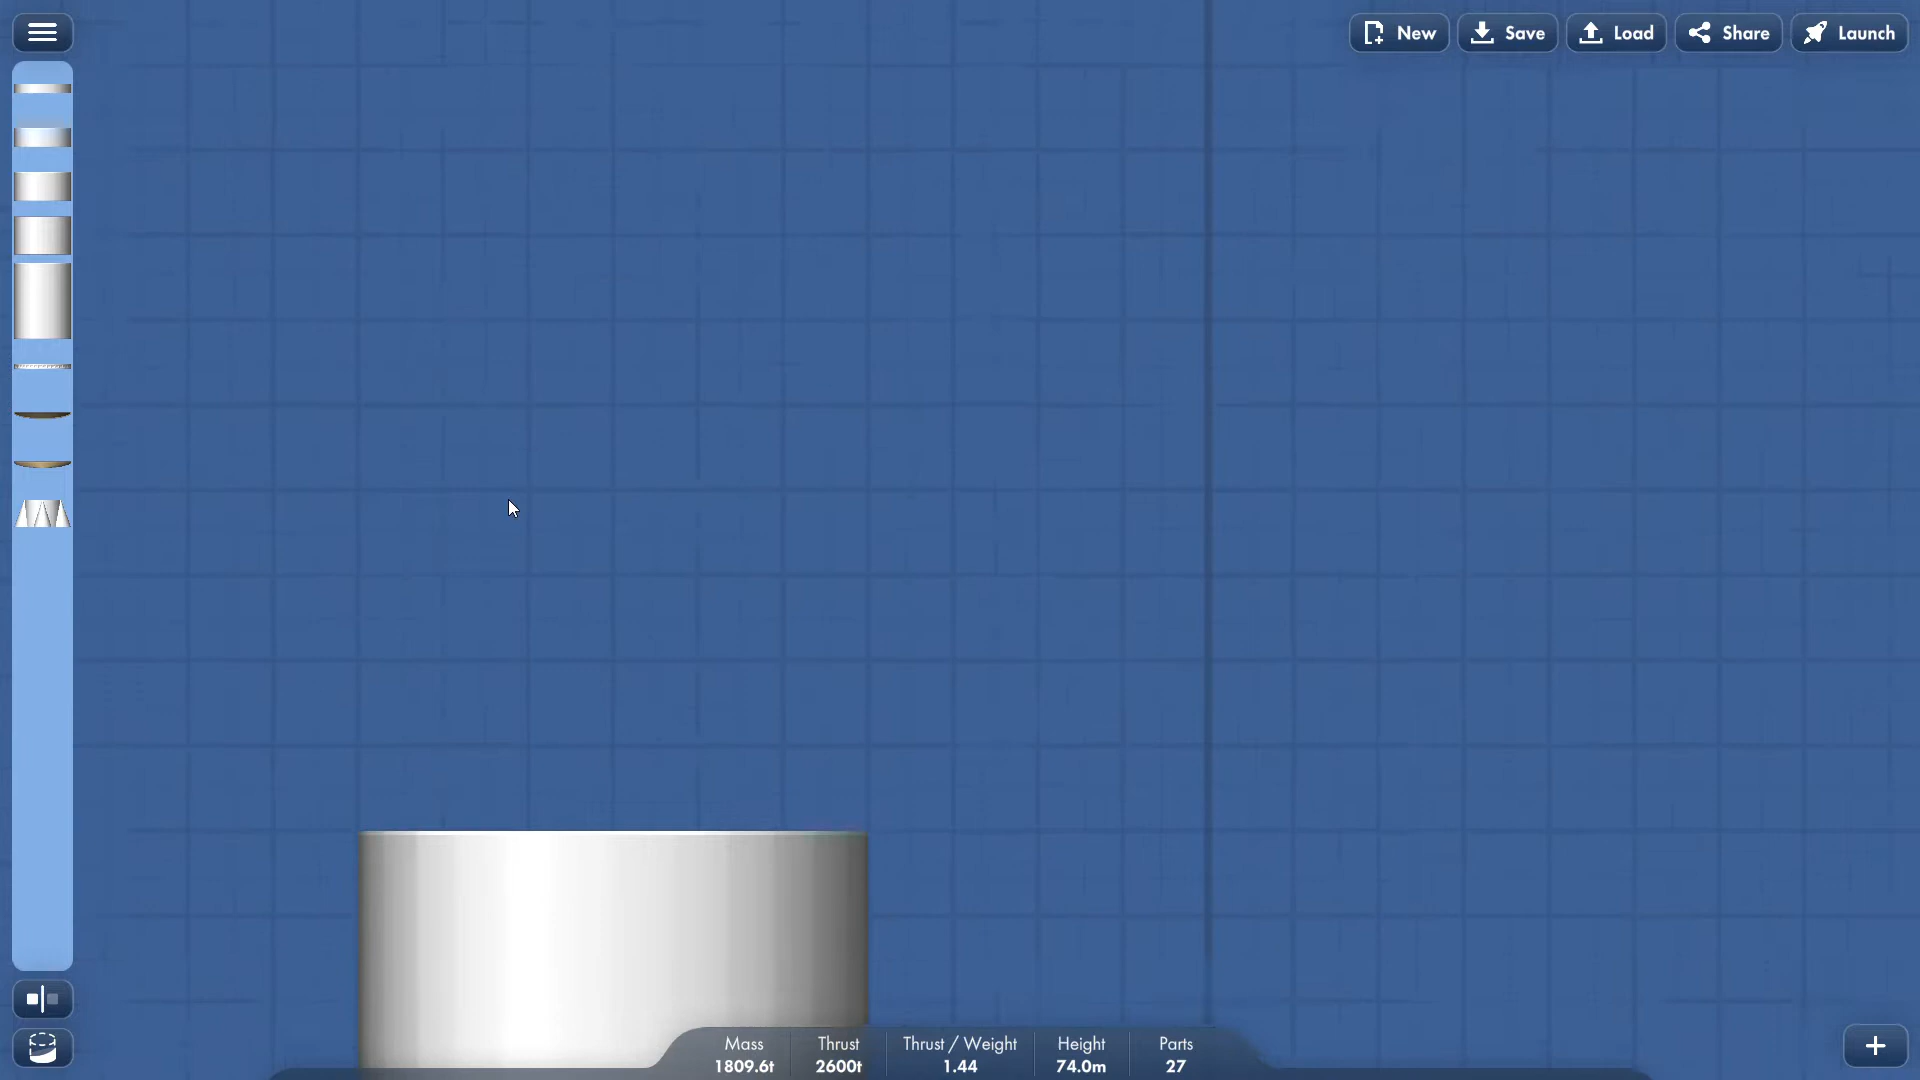 New
Save
Load
Share
Launch
Mass
1809.6t
Thrust
2600t
Thrust / Weight
1.44
Height
74.0m
Parts
27